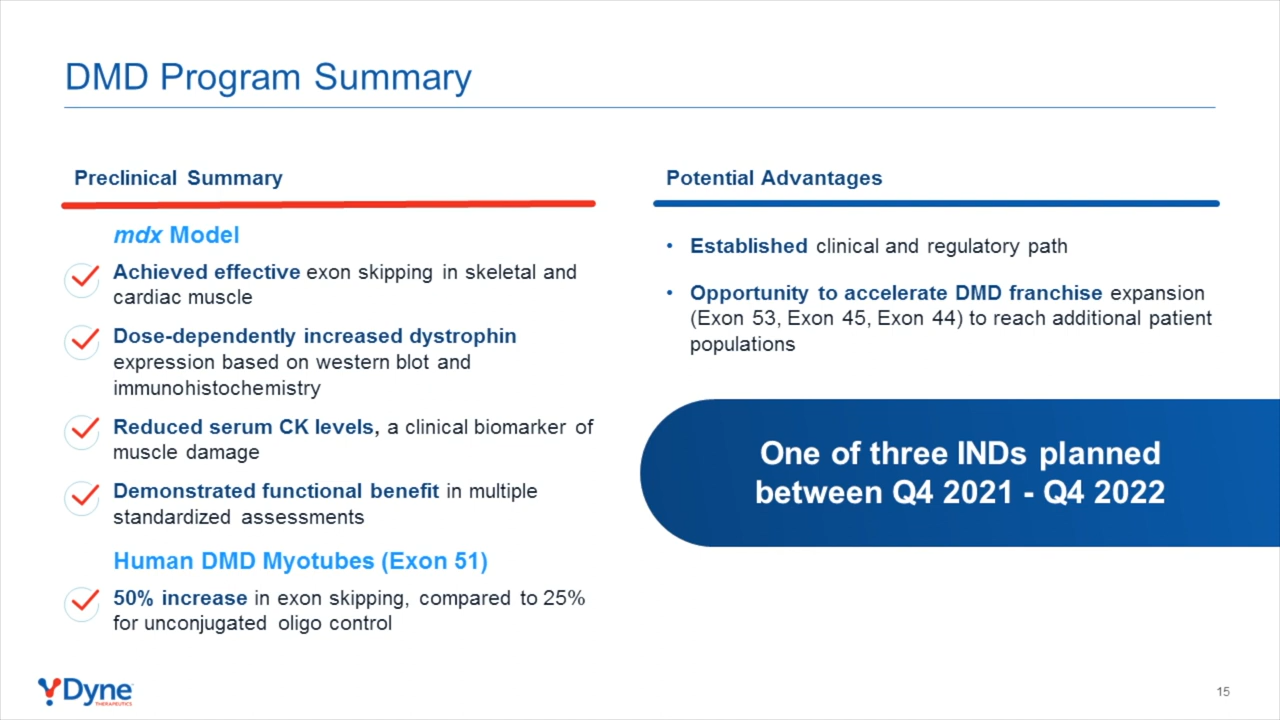 DMD Program Summary
Preclinical Summary
mdx Model
Achieved effective exon skipping in skeletal and
cardiac muscle
Dose-dependently increased dystrophin
expression based on western blot and
immunohistochemistry
Reduced serum CK levels, a clinical biomarker of
muscle damage
Demonstrated functional benefit in multiple
standardized assessments
Human DMD Myotubes (Exon 51)
50% increase in exon skipping, compared to 25%
for unconjugated oligo control
Potential Advantages
• Established clinical and regulatory path
• Opportunity to accelerate DMD franchise expansion
(Exon 53, Exon 45, Exon 44) to reach additional patient
populations
One of three INDs planned
between Q4 2021 - Q4 2022
Dyne
THERAPEUTICS
15